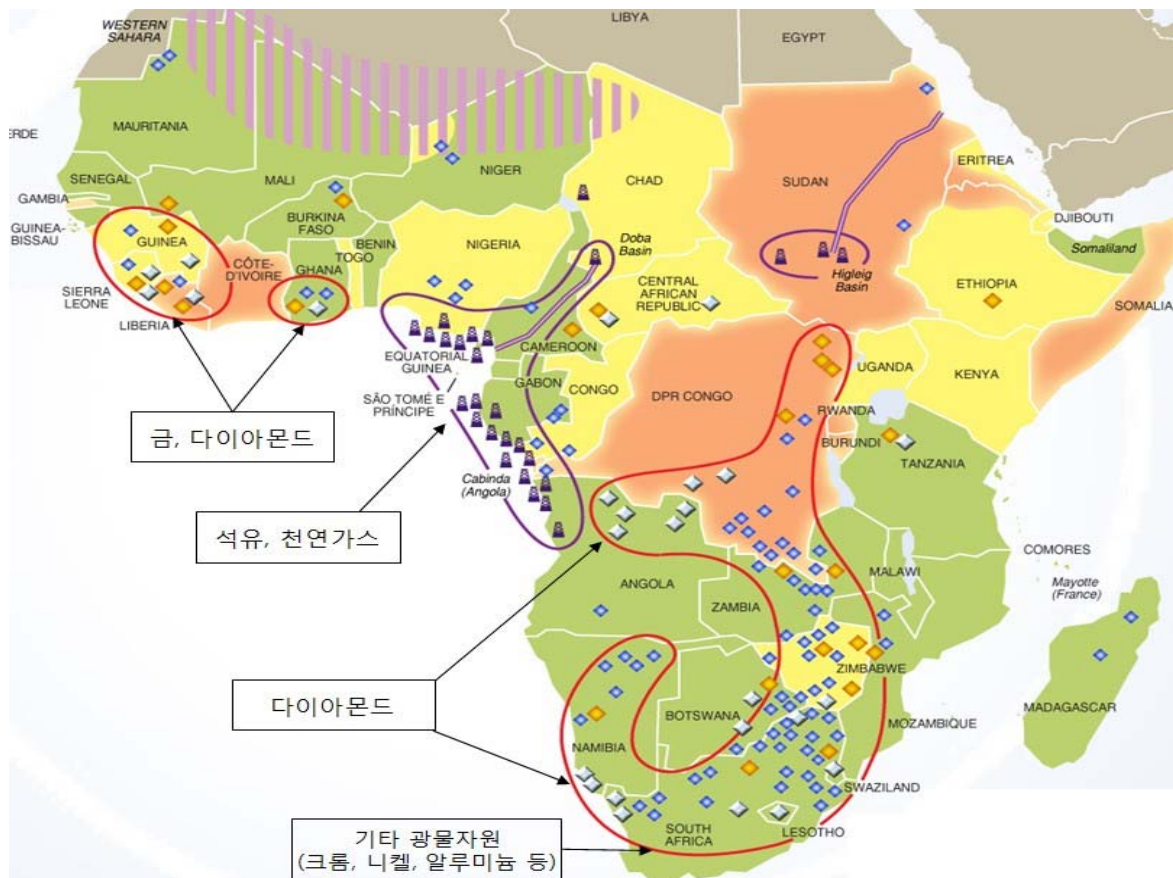 WESTERN
SAHARA
LIBYA
EGYPT
MAURITANIA
ERDE
MALI
NIGER
CHAD
SUDAN
ERITREA
SENEGAL
GAMBIA
GUINEA-
BISSAU
GUINEA
BURKINA
FASO
BENIN
TOGO
NIGERIA
Doba
Basin
DJIBOUTI
Somaliland
CÔTE-
D'IVOIRE
GHANA
SIERRA
LEONE
LIBERIA
CENTRAL
AFRICAN
REPUBLIC
Higleig
Basin
ETHIOPIA
SOMALIA
EQUATORIAL
GUINEA
CAMEROON
SÃO TOMÉ E
PRÍNCIPE
GABON
CONGO
DPR CONGO
UGANDA
KENYA
RWANDA
BURUNDI
TANZANIA
금, 다이아몬드
Cabinda
(Angola)
석유, 천연가스
ANGOLA
ZAMBIA
MALAWI
COMORES
Mayotte
(France)
ZIMBABWE
다이아몬드
BOTSWANA
NAMIBIA
MOZAMBIQUE
MADAGASCAR
SWAZILAND
SOUTH
AFRICA
LESOTHO
기타 광물자원
(크롬, 니켈, 알루미늄 등)